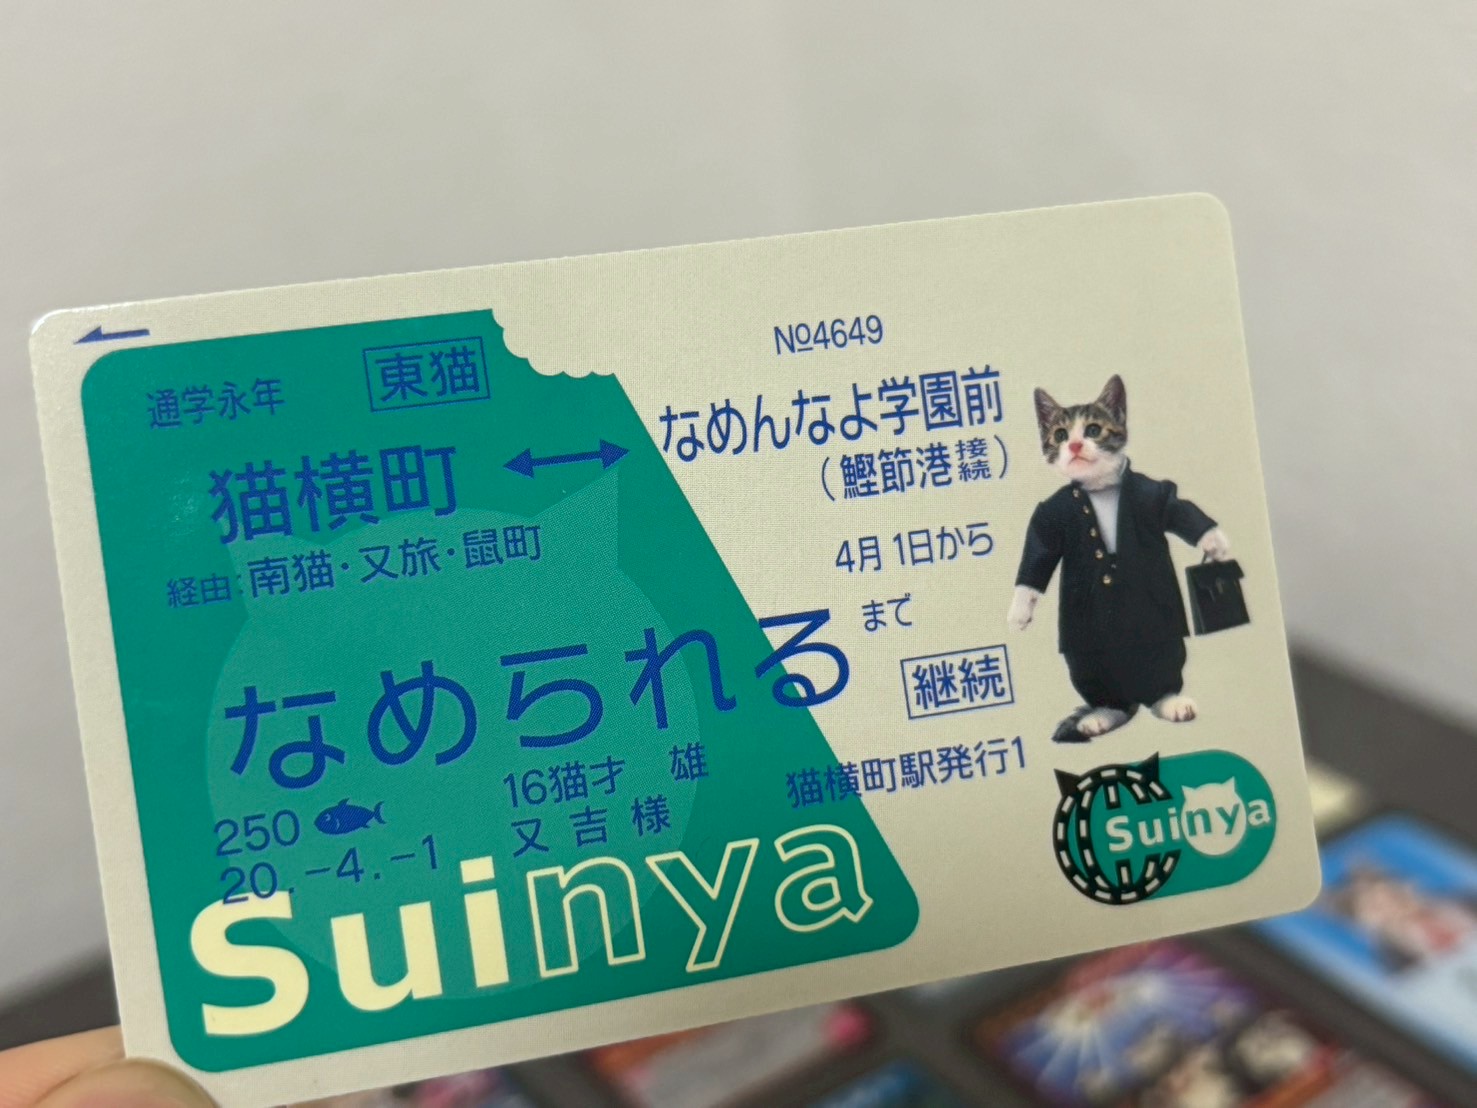 No4649
通学永年 東猫
猫横町 ↔ なめんなよ学園前
(鰹節港接続)
経由:南猫・又旅・鼠町
4月 1日から
なめられる まで
継続
250 16猫才 雄
20.-4.-1 又吉様
猫横町駅発行1
Suinya
Suinya